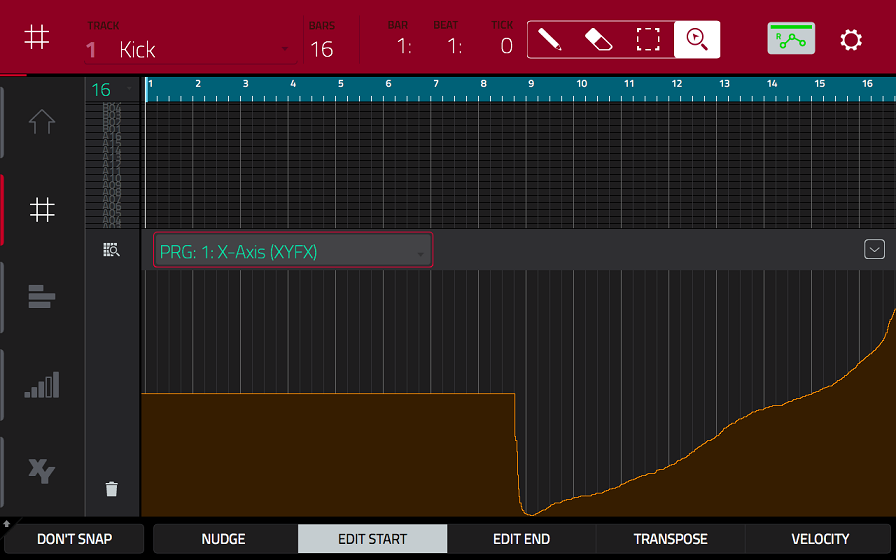 TRACK BARS BAR: BEAT: TICK
1 Kick 16 1: 1: 0
R
16 1 2 3 4 5 6 7 8 9 10 11 12 13 14 15 16
B04
B03
B02
B01
A16
A15
A14
A13
A12
A11
A10
A09
A08
A07
A06
A05
A04
A03
PRG: 1: X-Axis (XYFX)
XY
DON'T SNAP NUDGE EDIT START EDIT END TRANSPOSE VELOCITY